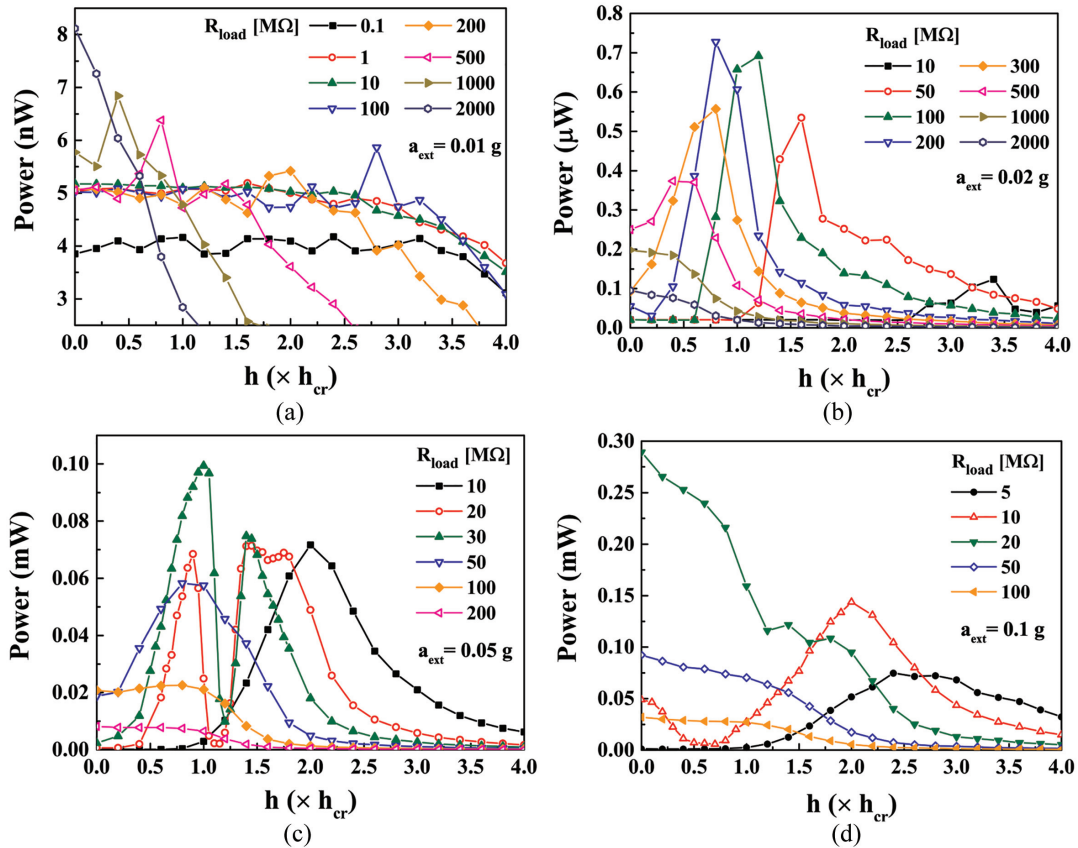 R_load [MΩ]
0.1
1
10
100
200
500
1000
2000
a_ext= 0.01 g
Power (nW)
8
7
6
5
4
3
0.0 0.5 1.0 1.5 2.0 2.5 3.0 3.5 4.0
h (× h_cr)
(a)
R_load [MΩ]
10
50
100
200
300
500
1000
2000
a_ext= 0.02 g
Power (μW)
0.8
0.7
0.6
0.5
0.4
0.3
0.2
0.1
0.0
0.0 0.5 1.0 1.5 2.0 2.5 3.0 3.5 4.0
h (× h_cr)
(b)
R_load [MΩ]
10
20
30
50
100
200
a_ext= 0.05 g
Power (mW)
0.10
0.08
0.06
0.04
0.02
0.00
0.0 0.5 1.0 1.5 2.0 2.5 3.0 3.5 4.0
h (× h_cr)
(c)
R_load [MΩ]
5
10
20
50
100
a_ext= 0.1 g
Power (mW)
0.30
0.25
0.20
0.15
0.10
0.05
0.00
0.0 0.5 1.0 1.5 2.0 2.5 3.0 3.5 4.0
h (× h_cr)
(d)